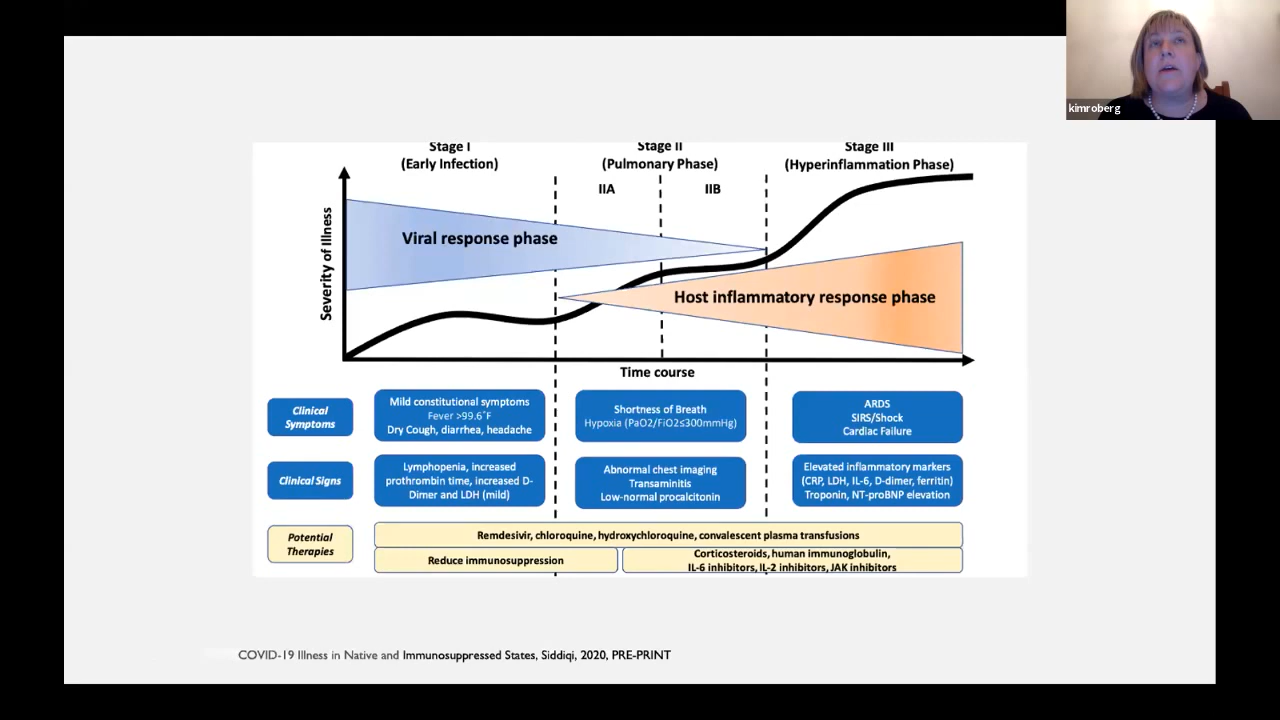 kimroberg
Stage I
(Early Infection)
Stage II
(Pulmonary Phase)
Stage III
(Hyperinflammation Phase)
IIA
IIB
Severity of Illness
Viral response phase
Host inflammatory response phase
Time course
Clinical
Symptoms
Mild constitutional symptoms
Fever >99.6°F
Dry Cough, diarrhea, headache
Shortness of Breath
Hypoxia (PaO2/FiO2≤300mmHg)
ARDS
SIRS/Shock
Cardiac Failure
Clinical Signs
Lymphopenia, increased
prothrombin time, increased D-
Dimer and LDH (mild)
Abnormal chest imaging
Transaminitis
Low-normal procalcitonin
Elevated inflammatory markers
(CRP, LDH, IL-6, D-dimer, ferritin)
Troponin, NT-proBNP elevation
Potential
Therapies
Remdesivir, chloroquine, hydroxychloroquine, convalescent plasma transfusions
Reduce immunosuppression
Corticosteroids, human immunoglobulin,
IL-6 inhibitors, IL-2 inhibitors, JAK inhibitors
COVID-19 Illness in Native and Immunosuppressed States, Siddiqi, 2020, PRE-PRINT